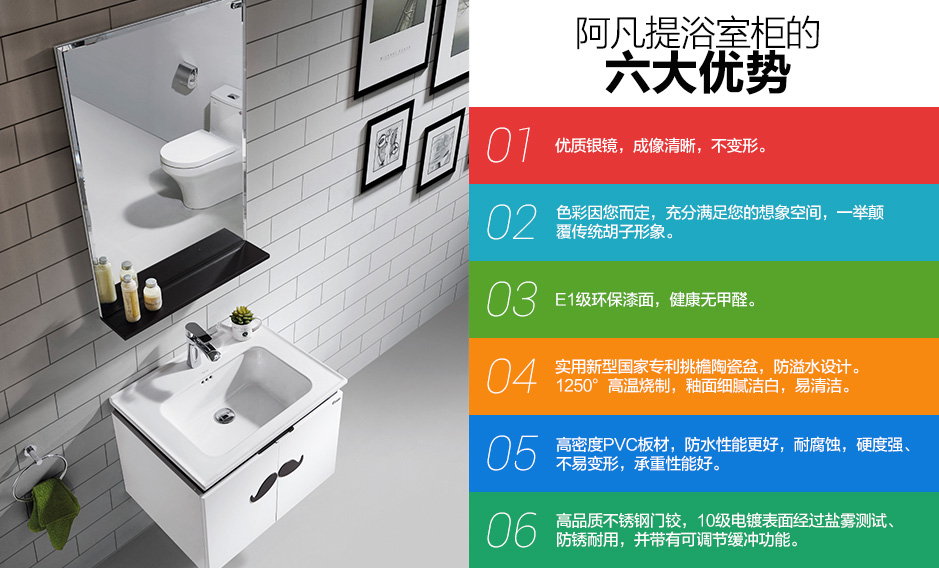 阿凡提浴室柜的
六大优势
01
优质银镜，成像清晰，不变形。
02
色彩因您而定，充分满足您的想象空间，一举颠
覆传统胡子形象。
03
E1级环保漆面，健康无甲醛。
04
实用新型国家专利挑檐陶瓷盆，防溢水设计。
1250°高温烧制，釉面细腻洁白，易清洁。
05
高密度PVC板材，防水性能更好，耐腐蚀，硬度强、
不易变形，承重性能好。
06
高品质不锈钢门铰，10级电镀表面经过盐雾测试、
防锈耐用，并带有可调节缓冲功能。